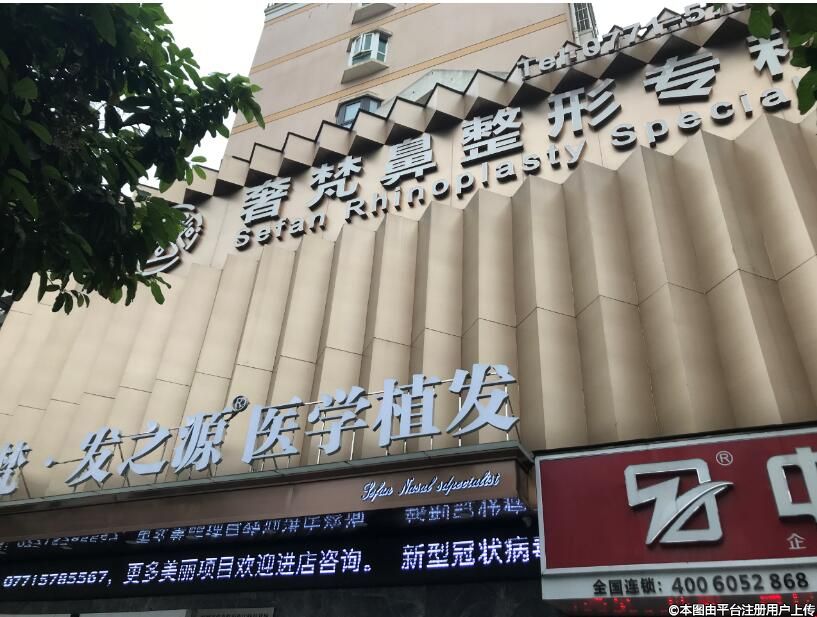 Tel:0771-5
奢梵鼻整形专科
Sefan Rhinoplasty Special
梵·发之源® 医学植发
Sefan Nasal sdpecialist
07715785567，更多美丽项目欢迎进店咨询。 新型冠状病毒
®
中
企
全国连锁：400 6052 868
©本图由平台注册用户上传